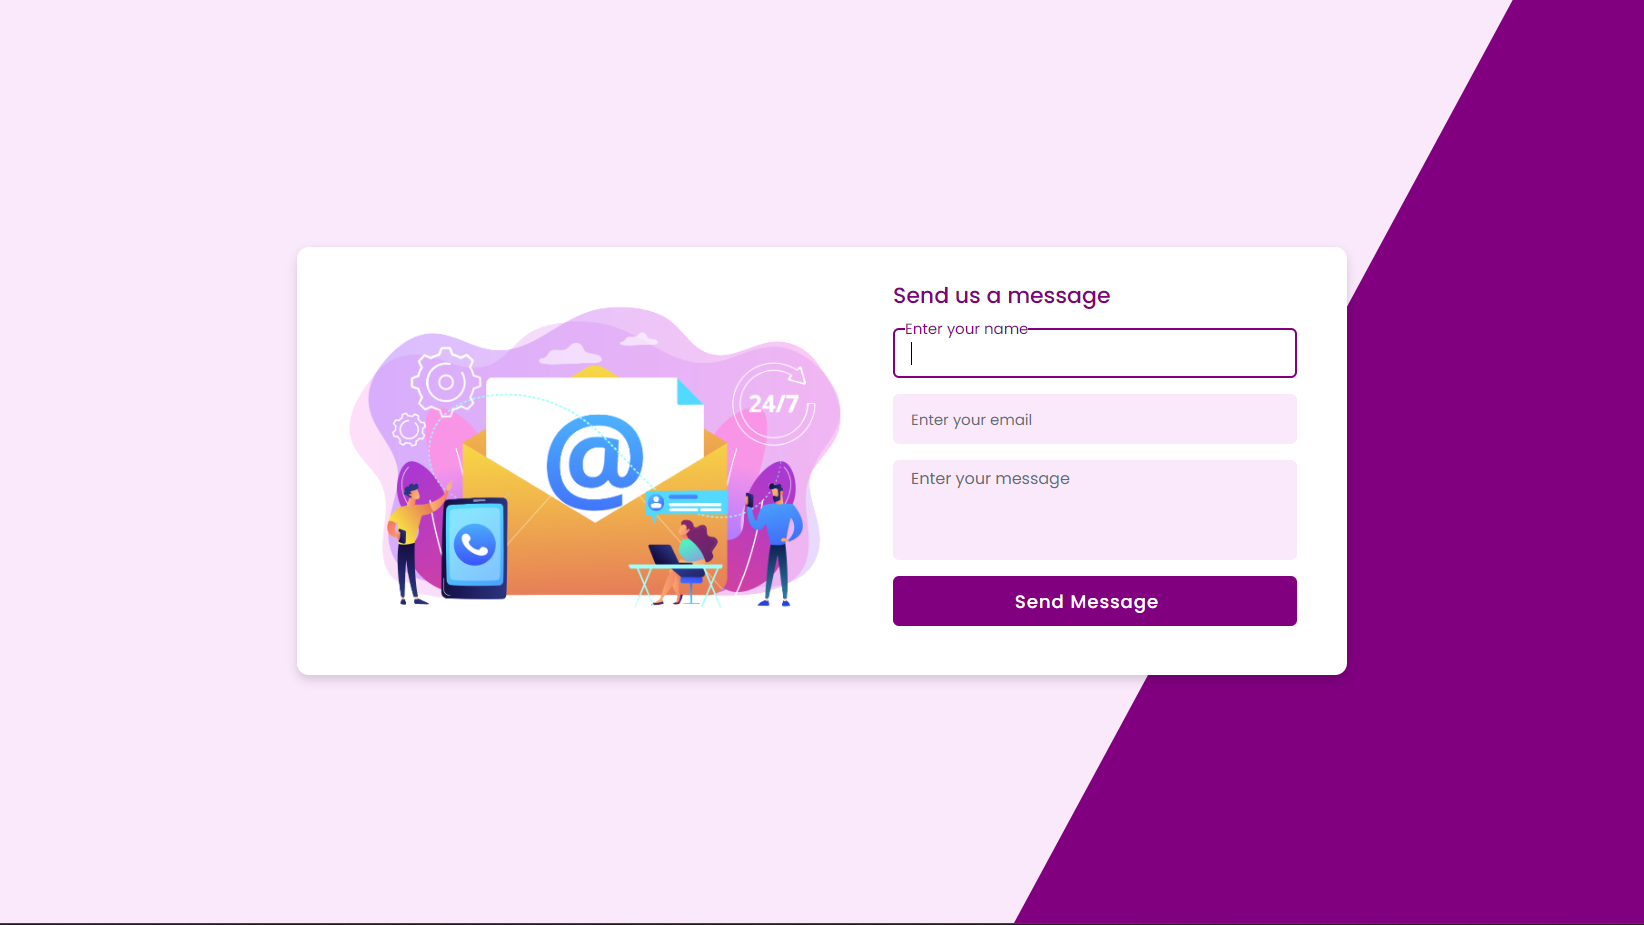 Send us a message
Enter your name
24/7
@
Enter your email
Enter your message
Send Message